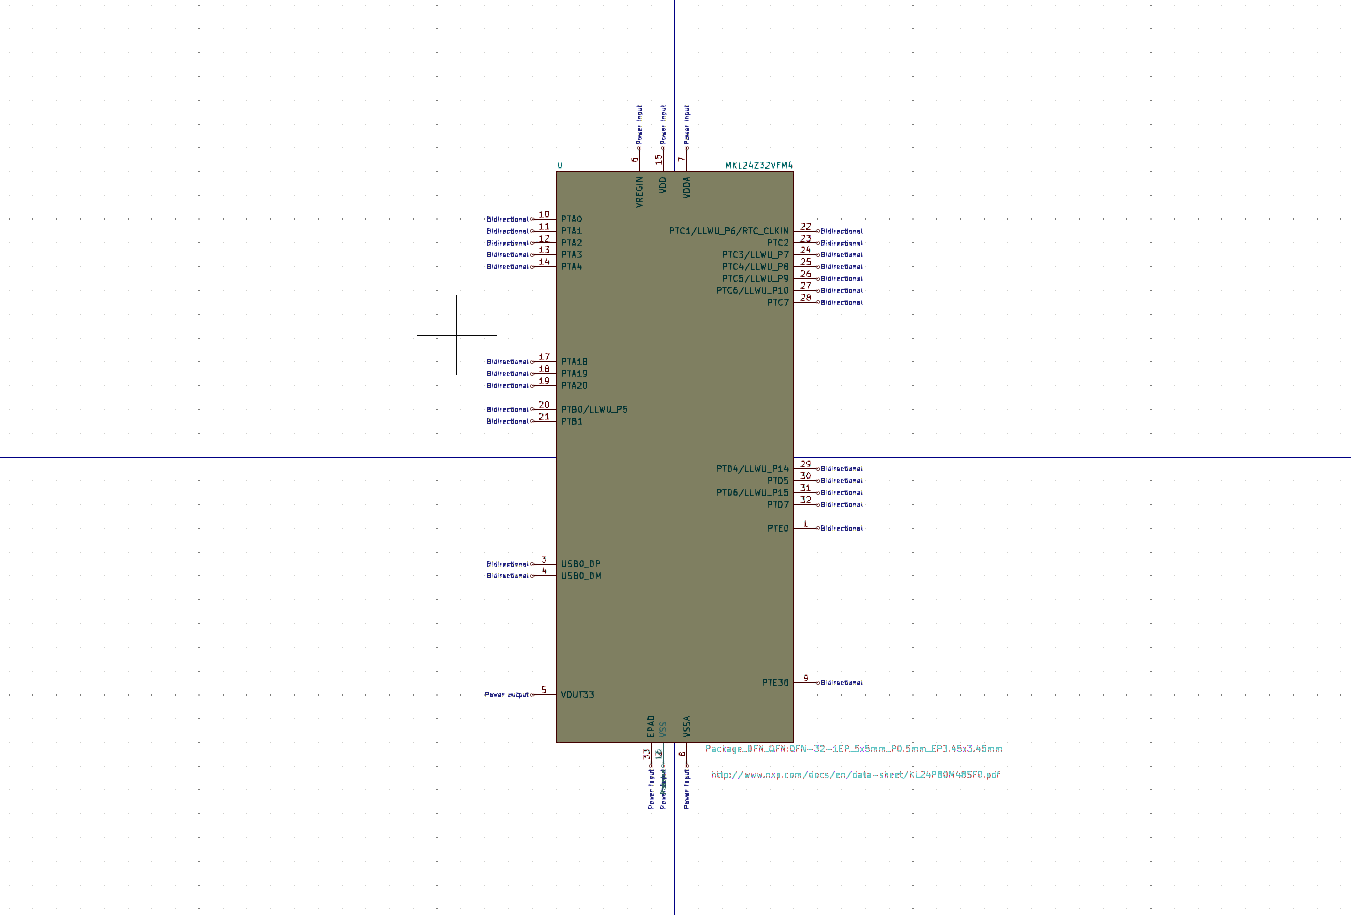 Power input Power input Power input
6 15 7
U MKL24Z32VFM4
VREGIN VDD VDDA
Bidirectional 10 PTA0
Bidirectional 11 PTA1 PTC1/LLWU_P6/RTC_CLKIN 22 Bidirectional
Bidirectional 12 PTA2 PTC2 23 Bidirectional
Bidirectional 13 PTA3 PTC3/LLWU_P7 24 Bidirectional
Bidirectional 14 PTA4 PTC4/LLWU_P8 25 Bidirectional
PTC5/LLWU_P9 26 Bidirectional
PTC6/LLWU_P10 27 Bidirectional
PTC7 28 Bidirectional
Bidirectional 17 PTA18
Bidirectional 18 PTA19
Bidirectional 19 PTA20
Bidirectional 20 PTB0/LLWU_P5
Bidirectional 21 PTB1
PTD4/LLWU_P14 29 Bidirectional
PTD5 30 Bidirectional
PTD6/LLWU_P15 31 Bidirectional
PTD7 32 Bidirectional
PTE0 1 Bidirectional
Bidirectional 3 USB0_DP
Bidirectional 4 USB0_DM
PTE30 9 Bidirectional
Power output 5 VOUT33
EPAD VSS VSSA
33 8
Package_DFN_QFN:QFN-32-1EP_5x5mm_P0.5mm_EP3.45x3.45mm
http://www.nxp.com/docs/en/data-sheet/KL24P80M48SF0.pdf
Power input Power input